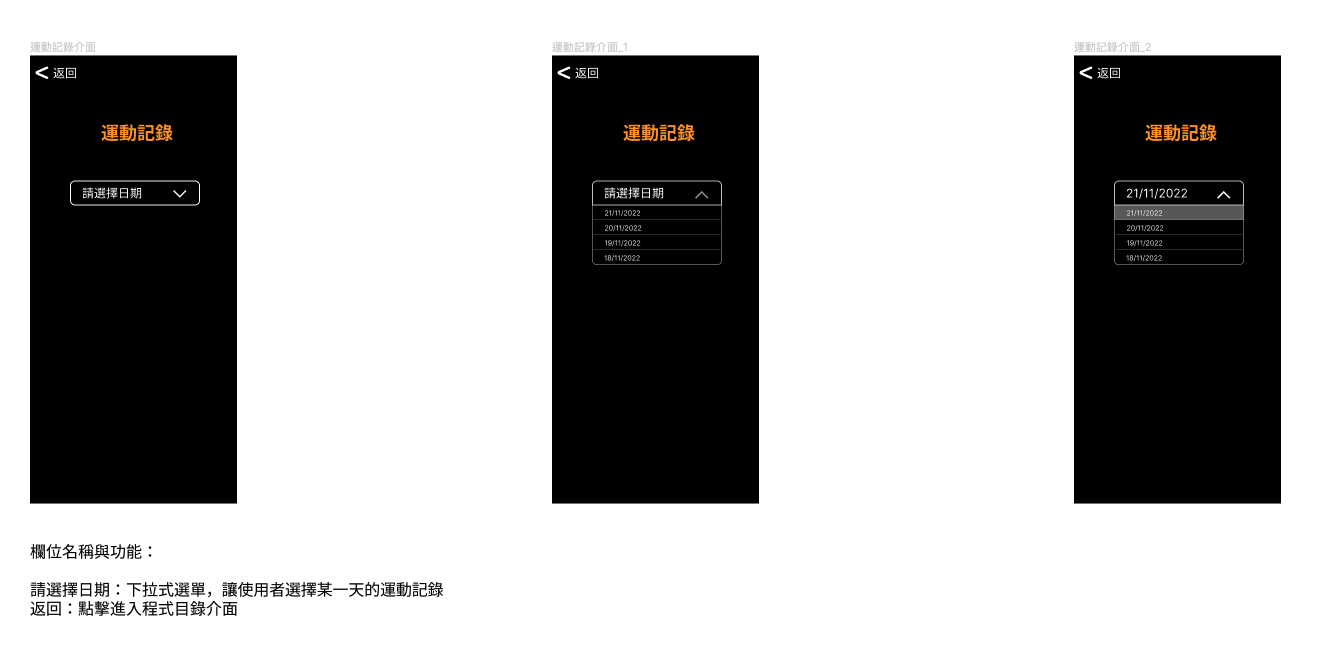 運動記錄介面
< 返回
運動記錄
請選擇日期
運動記錄介面_1
< 返回
運動記錄
請選擇日期
21/11/2022
20/11/2022
19/11/2022
18/11/2022
運動記錄介面_2
< 返回
運動記錄
21/11/2022
21/11/2022
20/11/2022
19/11/2022
18/11/2022
欄位名稱與功能：
請選擇日期：下拉式選單，讓使用者選擇某一天的運動記錄
返回：點擊進入程式目錄介面